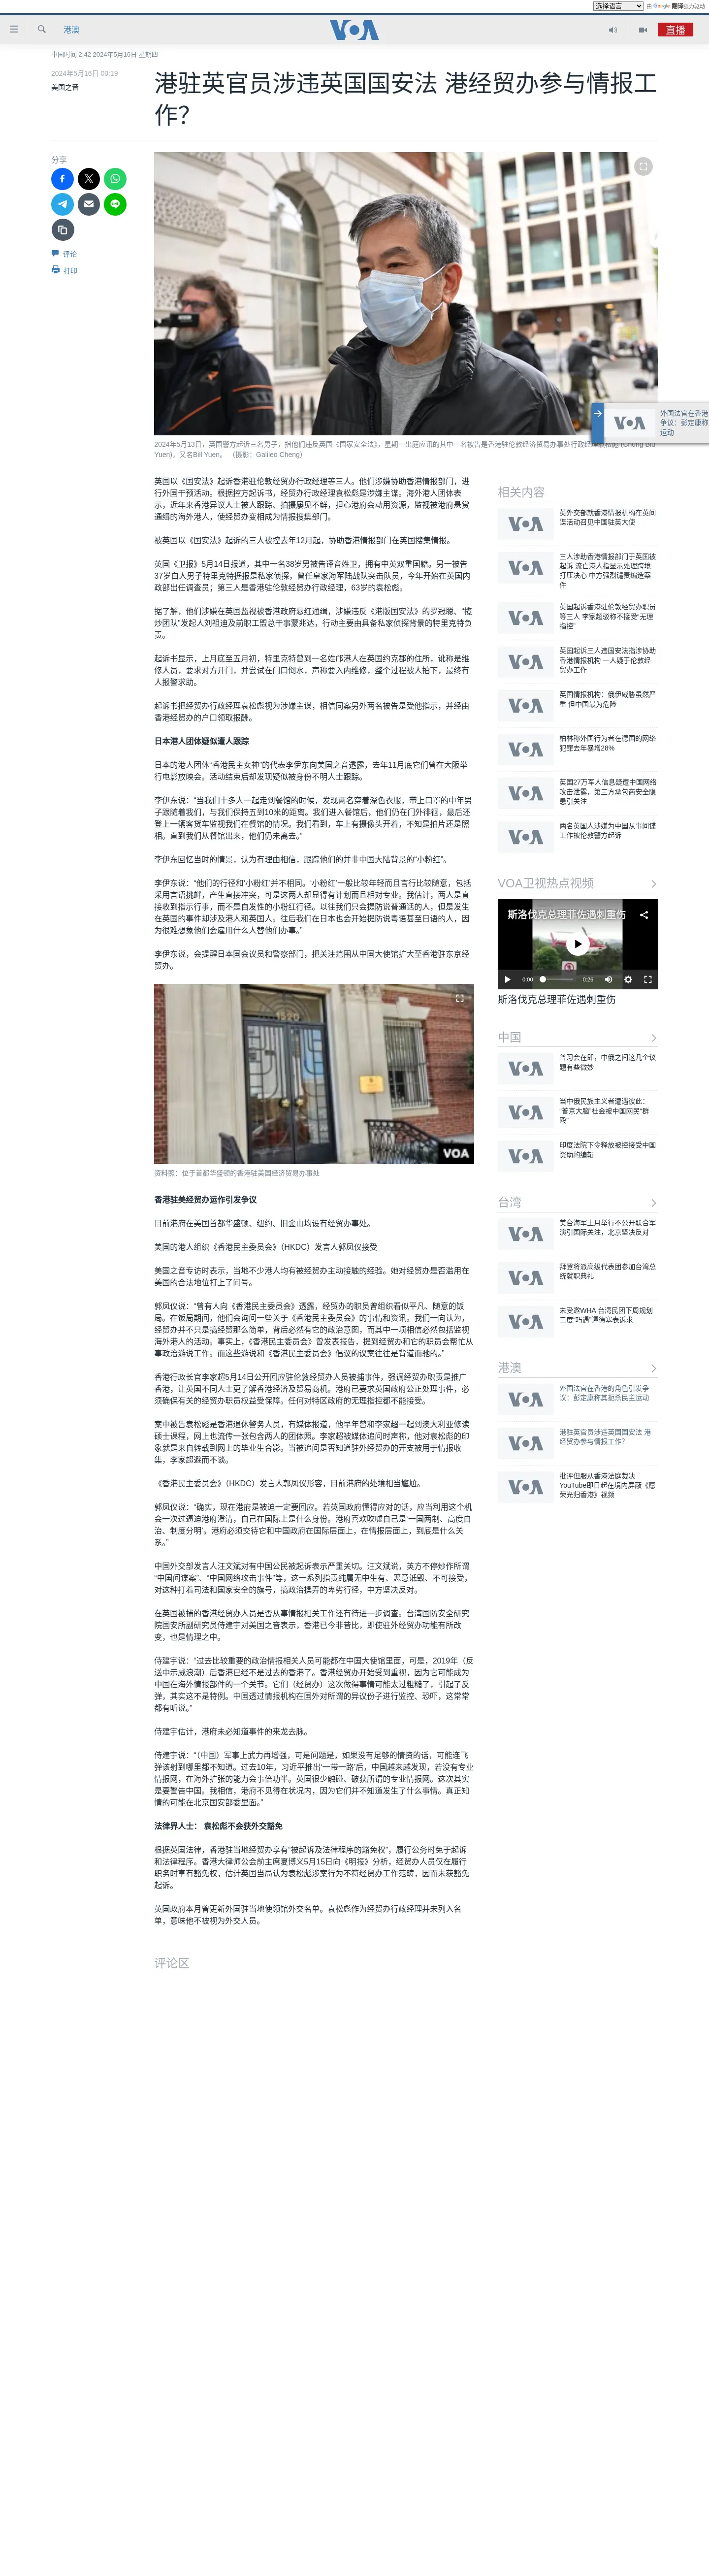 选择语言
由 Google 翻译强力驱动
港澳
VOA
直播
中国时间 2:42 2024年5月16日 星期四
2024年5月16日 00:19
美国之音
港驻英官员涉违英国国安法 港经贸办参与情报工
作？
分享
评论
打印
外国法官在香港
争议：彭定康称
运动
2024年5月13日，英国警方起诉三名男子，指他们违反英国《国家安全法》，星期一出庭应讯的其中一名被告是香港驻伦敦经济贸易办事处行政经理袁松彪 (Chung Biu
Yuen)，又名Bill Yuen。 （摄影：Galileo Cheng）
英国以《国安法》起诉香港驻伦敦经贸办行政经理等三人。他们涉嫌协助香港情报部门，进
行外国干预活动。根据控方起诉书，经贸办行政经理袁松彪是涉嫌主谋。海外港人团体表
示，近年来香港异议人士被人跟踪、拍摄屡见不鲜，担心港府会动用资源，监视被港府悬赏
通缉的海外港人，使经贸办变相成为情报搜集部门。
被英国以《国安法》起诉的三人被控去年12月起，协助香港情报部门在英国搜集情报。
英国《卫报》5月14日报道，其中一名38岁男被告译音姓卫，拥有中英双重国籍。另一被告
37岁白人男子特里克特据报是私家侦探，曾任皇家海军陆战队突击队员，今年开始在英国内
政部出任调查员；第三人是香港驻伦敦经贸办行政经理，63岁的袁松彪。
据了解，他们涉嫌在英国监视被香港政府悬红通缉，涉嫌违反《港版国安法》的罗冠聪、“揽
炒团队”发起人刘祖迪及前职工盟总干事蒙兆达，行动主要由具备私家侦探背景的特里克特负
责。
起诉书显示，上月底至五月初，特里克特曾到一名姓邝港人在英国约克郡的住所，讹称是维
修人员，要求对方开门，并尝试在门口倒水，声称要入内维修，整个过程被人拍下，最终有
人报警求助。
起诉书把经贸办行政经理袁松彪视为涉嫌主谋，相信同案另外两名被告是受他指示，并经由
香港经贸办的户口领取报酬。
日本港人团体疑似遭人跟踪
日本的港人团体“香港民主女神”的代表李伊东向美国之音透露，去年11月底它们曾在大阪举
行电影放映会。活动结束后却发现疑似被身份不明人士跟踪。
李伊东说：“当我们十多人一起走到餐馆的时候，发现两名穿着深色衣服，带上口罩的中年男
子跟随着我们，与我们保持五到10米的距离。我们进入餐馆后，他们仍在门外徘徊，最后还
登上一辆客货车监视我们在餐馆的情况。我们看到，车上有摄像头开着，不知是拍片还是照
相。直到我们从餐馆出来，他们仍未离去。”
李伊东回忆当时的情景，认为有理由相信，跟踪他们的并非中国大陆背景的“小粉红”。
李伊东说：“他们的行径和‘小粉红’并不相同。‘小粉红’一般比较年轻而且言行比较随意，包括
采用言语挑衅，产生直接冲突，可是这两人却显得有计划而且相对专业。我估计，两人是直
接收到指示行事，而不是自发性的小粉红行径。以往我们只会提防说普通话的人，但是发生
在英国的事件却涉及港人和英国人。往后我们在日本也会开始提防说粤语甚至日语的人，因
为很难想象他们会雇用什么人替他们办事。”
李伊东说，会提醒日本国会议员和警察部门，把关注范围从中国大使馆扩大至香港驻东京经
贸办。
1520
VOA
资料照：位于首都华盛顿的香港驻美国经济贸易办事处
香港驻美经贸办运作引发争议
目前港府在美国首都华盛顿、纽约、旧金山均设有经贸办事处。
美国的港人组织《香港民主委员会》（HKDC）发言人郭凤仪接受
美国之音专访时表示，当地不少港人均有被经贸办主动接触的经验。她对经贸办是否滥用在
美国的合法地位打上了问号。
郭凤仪说：“曾有人向《香港民主委员会》透露，经贸办的职员曾组织看似平凡、随意的饭
局。在饭局期间，他们会询问一些关于《香港民主委员会》的事情和资讯。我们一向认为，
经贸办并不只是搞经贸那么简单，背后必然有它的政治意图，而其中一项相信必然包括监视
海外港人的活动。事实上，《香港民主委员会》曾发表报告，提到经贸办和它的职员会帮忙从
事政治游说工作。而这些游说和《香港民主委员会》倡议的议案往往是背道而驰的。”
香港行政长官李家超5月14日公开回应驻伦敦经贸办人员被捕事件，强调经贸办职责是推广
香港，让英国不同人士更了解香港经济及贸易商机。港府已要求英国政府公正处理事件，必
须确保有关的经贸办职员权益受保障。任何对特区政府的无理指控都不能接受。
案中被告袁松彪是香港退休警务人员，有媒体报道，他早年曾和李家超一起到澳大利亚修读
硕士课程，网上也流传一张包含两人的团体照。李家超被媒体追问时声称，他对袁松彪的印
象就是来自转载到网上的毕业生合影。当被追问是否知道驻外经贸办的开支被用于情报收
集，李家超避而不谈。
《香港民主委员会》（HKDC）发言人郭凤仪形容，目前港府的处境相当尴尬。
郭凤仪说：“确实，现在港府是被迫一定要回应。若英国政府懂得应对的话，应当利用这个机
会一次过逼迫港府澄清，自己在国际上是什么身份。港府喜欢吹嘘自己是‘一国两制、高度自
治、制度分明’。港府必须交待它和中国政府在国际层面上，在情报层面上，到底是什么关
系。”
中国外交部发言人汪文斌对有中国公民被起诉表示严重关切。汪文斌说，英方不停炒作所谓
“中国间谍案”、“中国网络攻击事件”等，这一系列指责纯属无中生有、恶意诋毁、不可接受，
对这种打着司法和国家安全的旗号，搞政治操弄的卑劣行径，中方坚决反对。
在英国被捕的香港经贸办人员是否从事情报相关工作还有待进一步调查。台湾国防安全研究
院国安所副研究员侍建宇对美国之音表示，香港已今非昔比，即使驻外经贸办功能有所改
变，也是情理之中。
侍建宇说：“过去比较重要的政治情报相关人员可能都在中国大使馆里面，可是，2019年（反
送中示威浪潮）后香港已经不是过去的香港了。香港经贸办开始受到重视，因为它可能成为
中国在海外情报部件的一个关节。它们（经贸办）这次做得事情可能太过粗糙了，引起了反
弹，其实这不是特例。中国透过情报机构在国外对所谓的异议份子进行监控、恐吓，这常常
都有听说。”
侍建宇估计，港府未必知道事件的来龙去脉。
侍建宇说：“（中国）军事上武力再增强，可是问题是，如果没有足够的情资的话，可能连飞
弹该射到哪里都不知道。过去10年，习近平推出‘一带一路’后，中国越来越发现，若没有专业
情报网，在海外扩张的能力会事倍功半。英国很少触碰、破获所谓的专业情报网。这次其实
是要警告中国。我相信，港府不见得在状况内，因为它们并不知道发生了什么事情。真正知
情的可能在北京国安部委里面。”
法律界人士： 袁松彪不会获外交豁免
根据英国法律，香港驻当地经贸办享有“被起诉及法律程序的豁免权”，履行公务时免于起诉
和法律程序。香港大律师公会前主席夏博义5月15日向《明报》分析，经贸办人员仅在履行
职务时享有豁免权，估计英国当局认为袁松彪涉案行为不符经贸办工作范畴，因而未获豁免
起诉。
英国政府本月曾更新外国驻当地使领馆外交名单。袁松彪作为经贸办行政经理并未列入名
单，意味他不被视为外交人员。
评论区
相关内容
英外交部就香港情报机构在英间
谍活动召见中国驻英大使
三人涉助香港情报部门于英国被
起诉 流亡港人指显示处理跨境
打压决心 中方强烈谴责编造案
件
英国起诉香港驻伦敦经贸办职员
等三人 李家超驳称不接受“无理
指控”
英国起诉三人违国安法指涉协助
香港情报机构 一人疑于伦敦经
贸办工作
英国情报机构：俄伊威胁虽然严
重 但中国最为危险
柏林称外国行为者在德国的网络
犯罪去年暴增28%
英国27万军人信息疑遭中国网络
攻击泄露，第三方承包商安全隐
患引关注
两名英国人涉嫌为中国从事间谍
工作被伦敦警方起诉
VOA卫视热点视频
斯洛伐克总理菲佐遇刺重伤
0:00
0:26
斯洛伐克总理菲佐遇刺重伤
中国
普习会在即，中俄之间这几个议
题有些微妙
当中俄民族主义者遭遇彼此：
“普京大脑”杜金被中国网民“群
殴”
印度法院下令释放被控接受中国
资助的编辑
台湾
美台海军上月举行不公开联合军
演引国际关注，北京坚决反对
拜登将派高级代表团参加台湾总
统就职典礼
未受邀WHA 台湾民团下周规划
二度“巧遇”谭德塞表诉求
港澳
外国法官在香港的角色引发争
议：彭定康称其扼杀民主运动
港驻英官员涉违英国国安法 港
经贸办参与情报工作？
批评但服从香港法庭裁决
YouTube即日起在境内屏蔽《愿
荣光归香港》视频